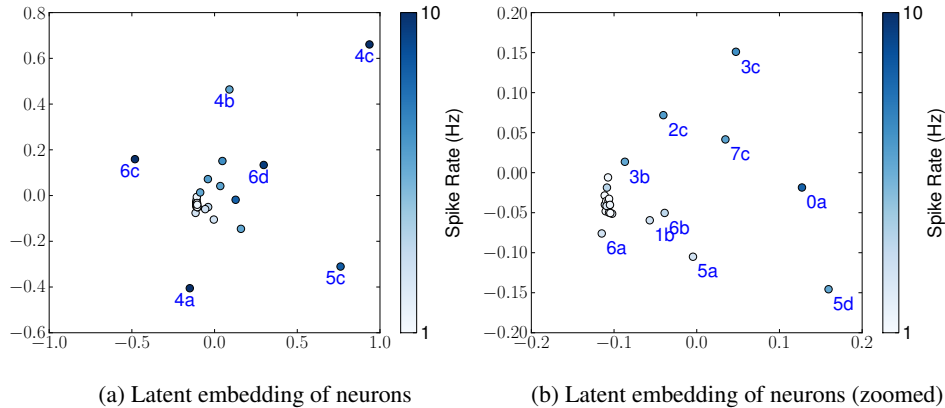 0.8
0.6
0.4
0.2
0.0
−0.2
−0.4
−0.6
−1.0
−0.5
0.0
0.5
1.0
4c
4b
6c
6d
5c
4a
10
1
Spike Rate (Hz)
(a) Latent embedding of neurons
0.20
0.15
0.10
0.05
0.00
−0.05
−0.10
−0.15
−0.20
−0.2
−0.1
0.0
0.1
0.2
3c
2c
7c
3b
0a
6b
1b
6a
5a
5d
10
1
Spike Rate (Hz)
(b) Latent embedding of neurons (zoomed)